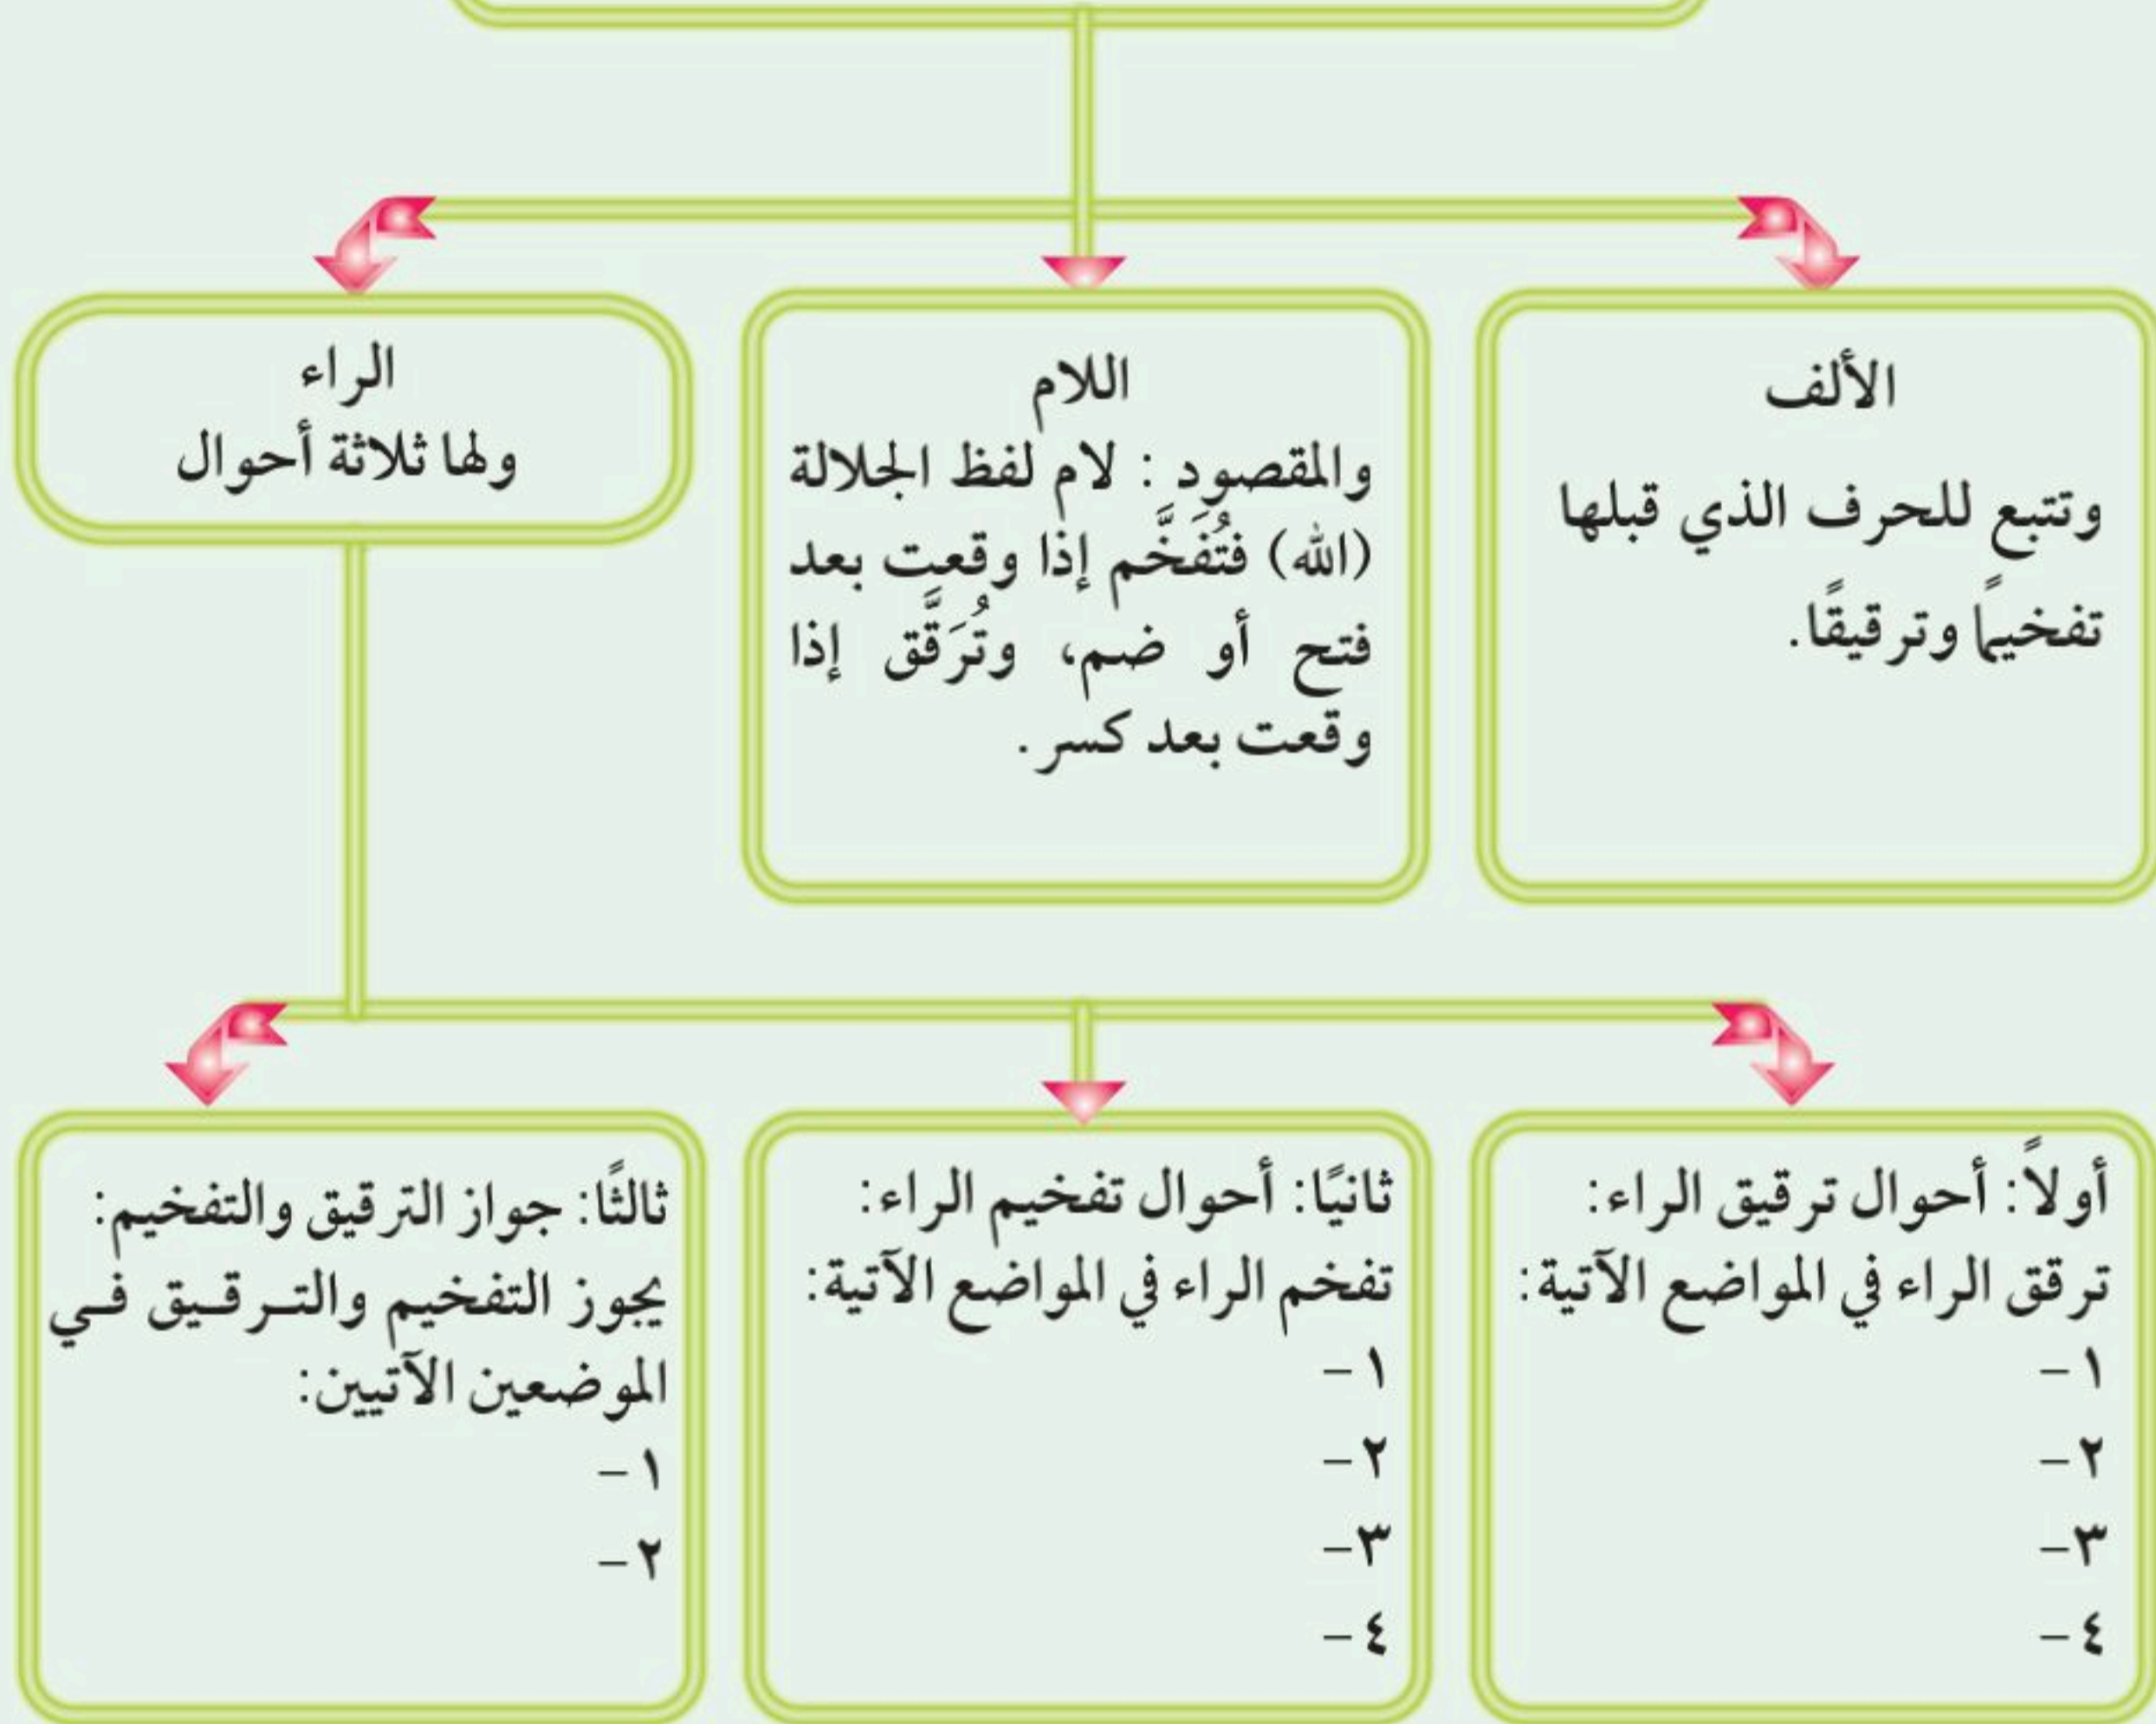 الألف
وتتبع للحرف الذي قبلها
تفخيماً وترقيقًا.
اللام
والمقصود : لام لفظ الجلالة
(الله) فتُفَخَّم إذا وقعت بعد
فتح أو ضم، وتُرَقَّق إذا
وقعت بعد كسر .
الراء
ولها ثلاثة أحوال
أولاً: أحوال ترقيق الراء:
ترقق الراء في المواضع الآتية:
١-
٢-
٣-
٤-
ثانيًا: أحوال تفخيم الراء:
تفخم الراء في المواضع الآتية:
١-
٢-
٣-
٤-
ثالثًا: جواز الترقيق والتفخيم:
يجوز التفخيم والتـرقـيق فـي
الموضعين الآتيين:
١-
٢-